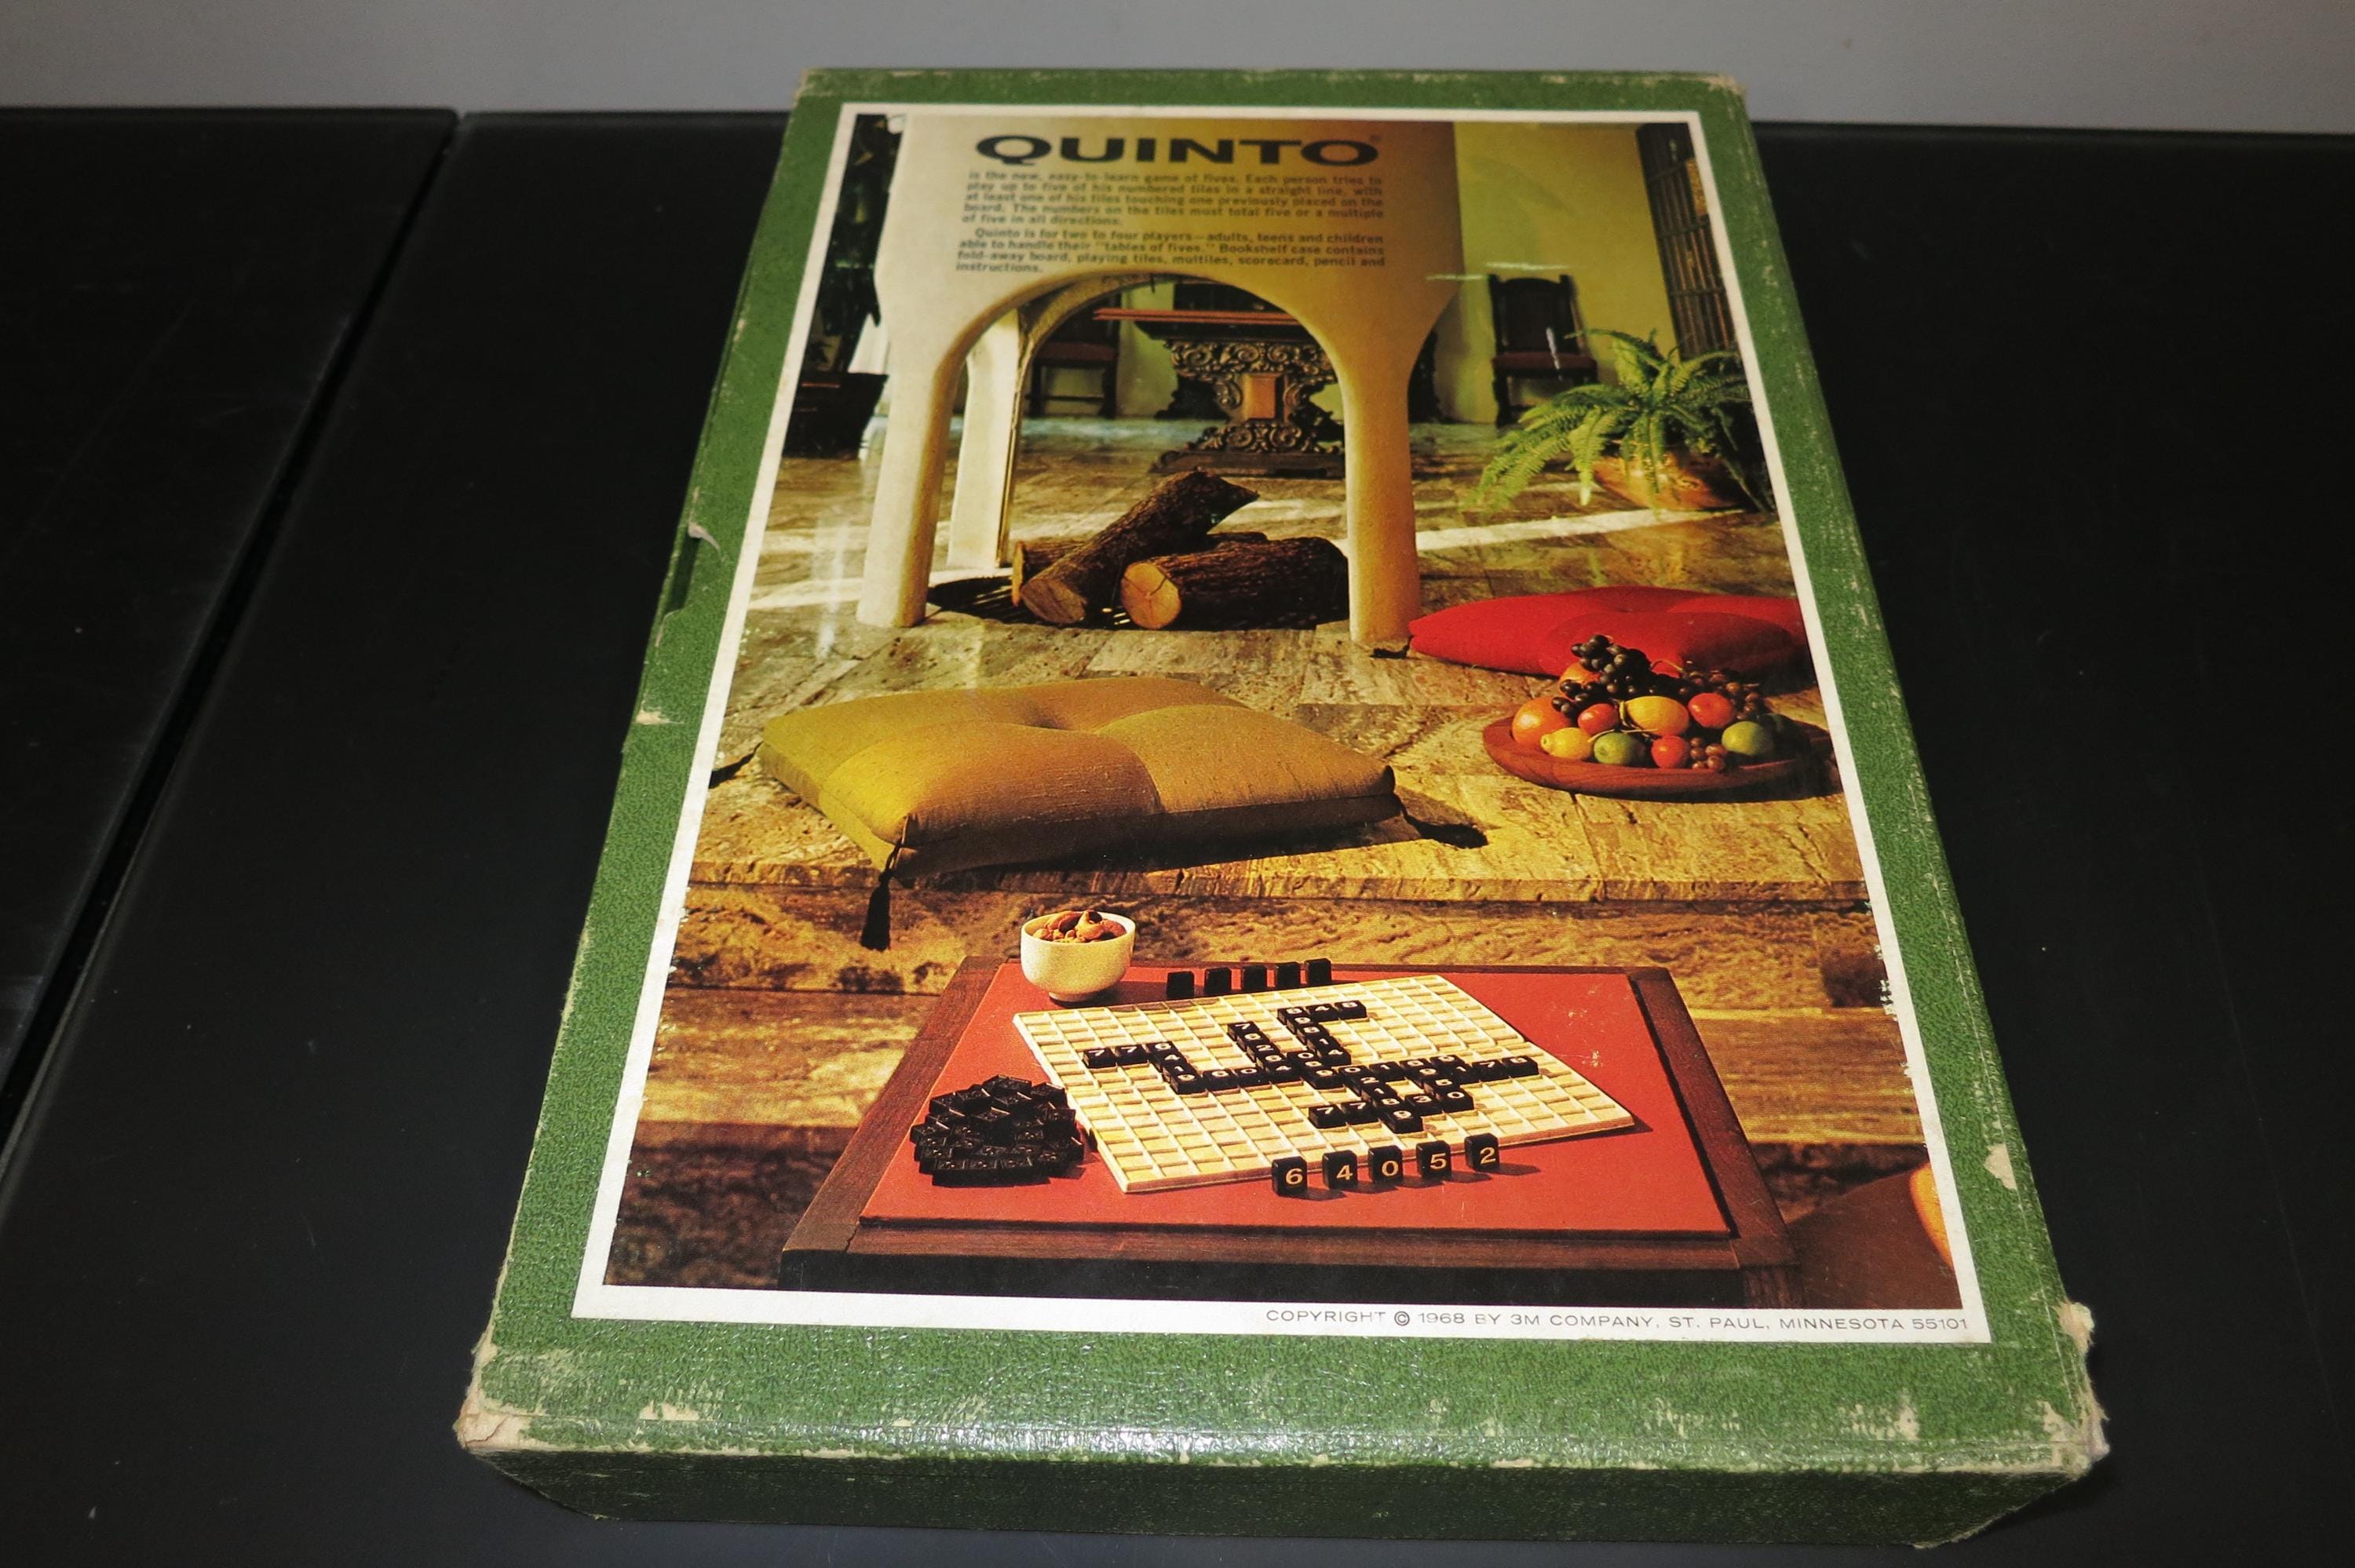 QUINTO®
is the new, easy-to-learn game of fives. Each person tries to
play up to five of his numbered tiles in a straight line, with
at least one of his tiles touching one previously placed on the
board. The numbers on the tiles must total five or a multiple
of five in all directions.
Quinto is for two to four players—adults, teens and children
able to handle their "tables of fives." Bookshelf case contains
fold-away board, playing tiles, multiles, scorecard, pencil and
instructions.
6 4 0 5 2
COPYRIGHT © 1968 BY 3M COMPANY, ST. PAUL, MINNESOTA 55101